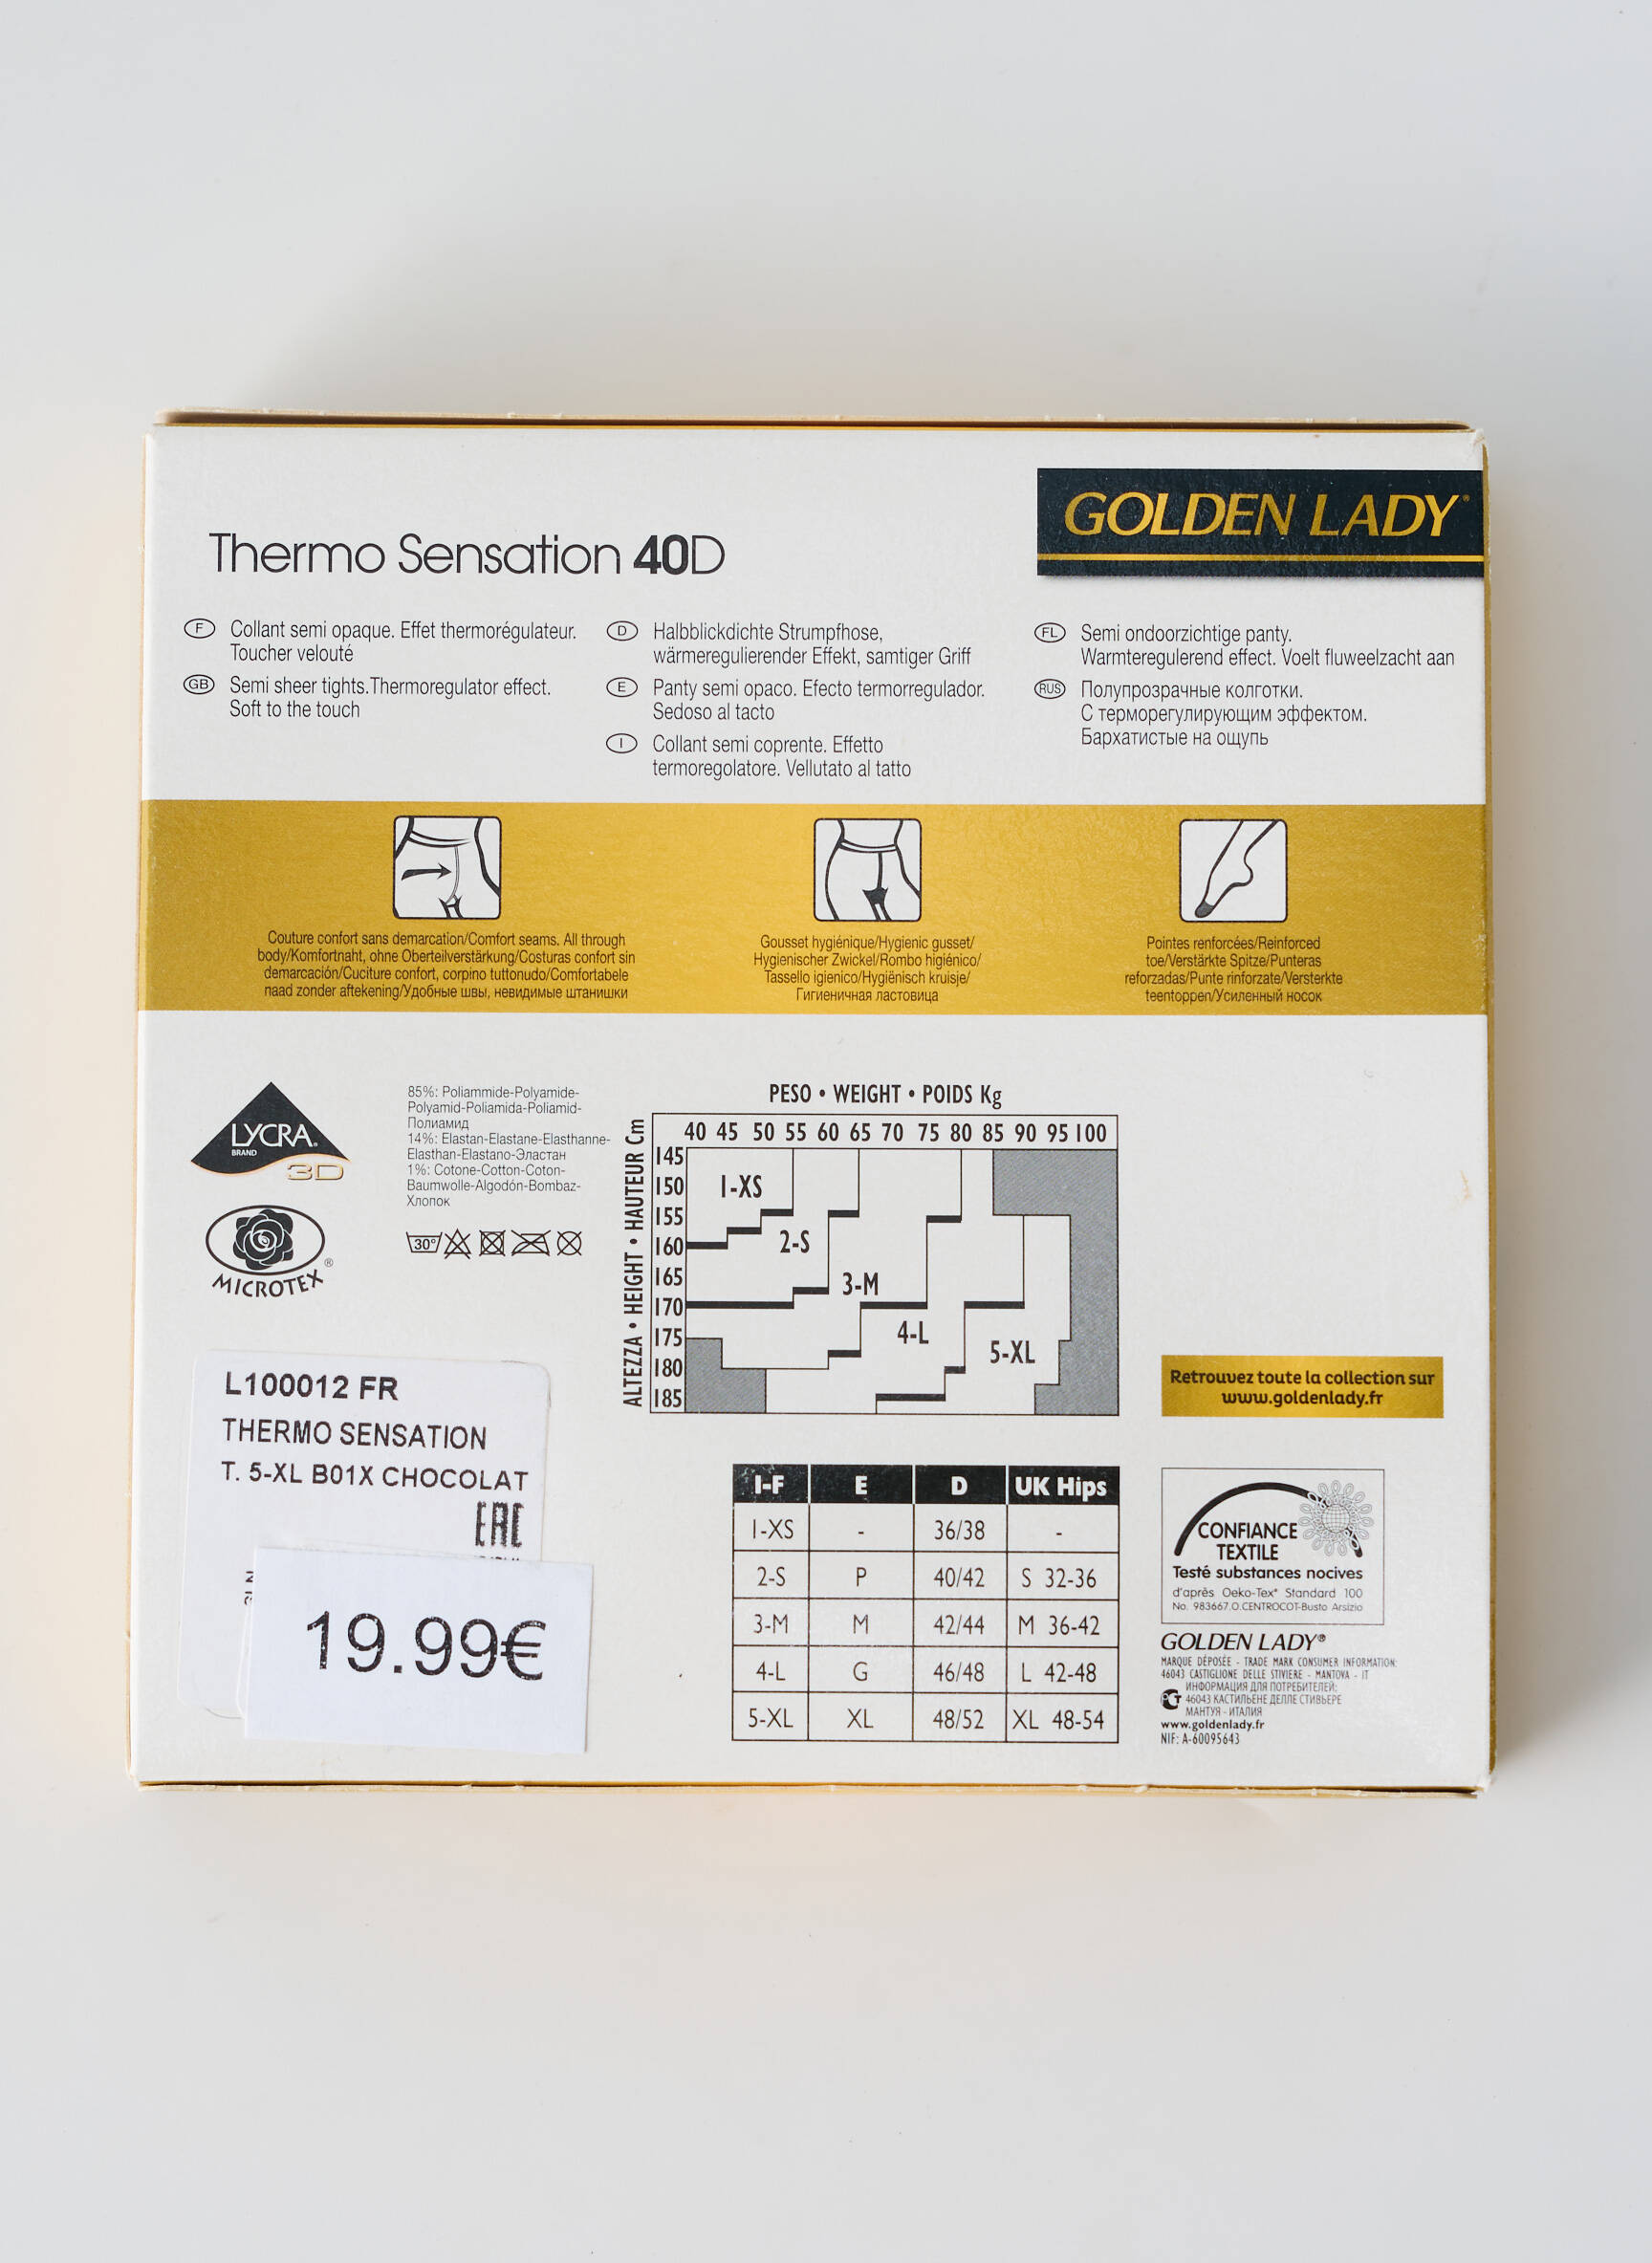 GOLDEN LADY®
Thermo Sensation 40D
F Collant semi opaque. Effet thermorégulateur.
Toucher velouté
GB Semi sheer tights.Thermoregulator effect.
Soft to the touch
D Halbblickdichte Strumpfhose,
wärmeregulierender Effekt, samtiger Griff
E Panty semi opaco. Efecto termorregulador.
Sedoso al tacto
I Collant semi coprente. Effetto
termoregolatore. Vellutato al tatto
FL Semi ondoorzichtige panty.
Warmteregulerend effect. Voelt fluweelzacht aan
RUS Полупрозрачные колготки.
С терморегулирующим эффектом.
Бархатистые на ощупь
Couture confort sans demarcation/Comfort seams. All through
body/Komfortnaht, ohne Oberteilverstärkung/Costuras confort sin
demarcación/Cuciture confort, corpino tuttonudo/Comfortabele
naad zonder aftekening/Удобные швы, невидимые штанишки
Gousset hygiénique/Hygienic gusset/
Hygienischer Zwickel/Rombo higiénico/
Tassello igienico/Hygiënisch kruisje/
Гигиеничная ластовица
Pointes renforcées/Reinforced
toe/Verstärkte Spitze/Punteras
reforzadas/Punte rinforzate/Versterkte
teentoppen/Усиленный носок
LYCRA®
BRAND
3D
MICROTEX®
85%: Poliammide-Polyamide-
Polyamid-Poliamida-Poliamid-
Полиамид
14%: Elastan-Elastane-Elasthanne-
Elasthan-Elastano-Эластан
1%: Cotone-Cotton-Coton-
Baumwolle-Algodón-Bombaz-
Хлопок
30°
PESO • WEIGHT • POIDS Kg
ALTEZZA • HEIGHT • HAUTEUR Cm
40 45 50 55 60 65 70 75 80 85 90 95 100
145
150 1-XS
155
160 2-S
165 3-M
170
175 4-L
180 5-XL
185
L100012 FR
THERMO SENSATION
T. 5-XL B01X CHOCOLAT
EAC
19.99€
I-F E D UK Hips
1-XS - 36/38 -
2-S P 40/42 S 32-36
3-M M 42/44 M 36-42
4-L G 46/48 L 42-48
5-XL XL 48/52 XL 48-54
Retrouvez toute la collection sur
www.goldenlady.fr
CONFIANCE
TEXTILE
Testé substances nocives
d'après Oeko-Tex® Standard 100
No. 983667.O.CENTROCOT-Busto Arsizio
GOLDEN LADY®
MARQUE DÉPOSÉE - TRADE MARK CONSUMER INFORMATION:
46043 CASTIGLIONE DELLE STIVIERE - MANTOVA - IT
ИНФОРМАЦИЯ ДЛЯ ПОТРЕБИТЕЛЕЙ:
46043 КАСТИЛЬЕНЕ ДЕЛЛЕ СТИВЬЕРЕ
МАНТУЯ - ИТАЛИЯ
www.goldenlady.fr
NIF: A-60095643